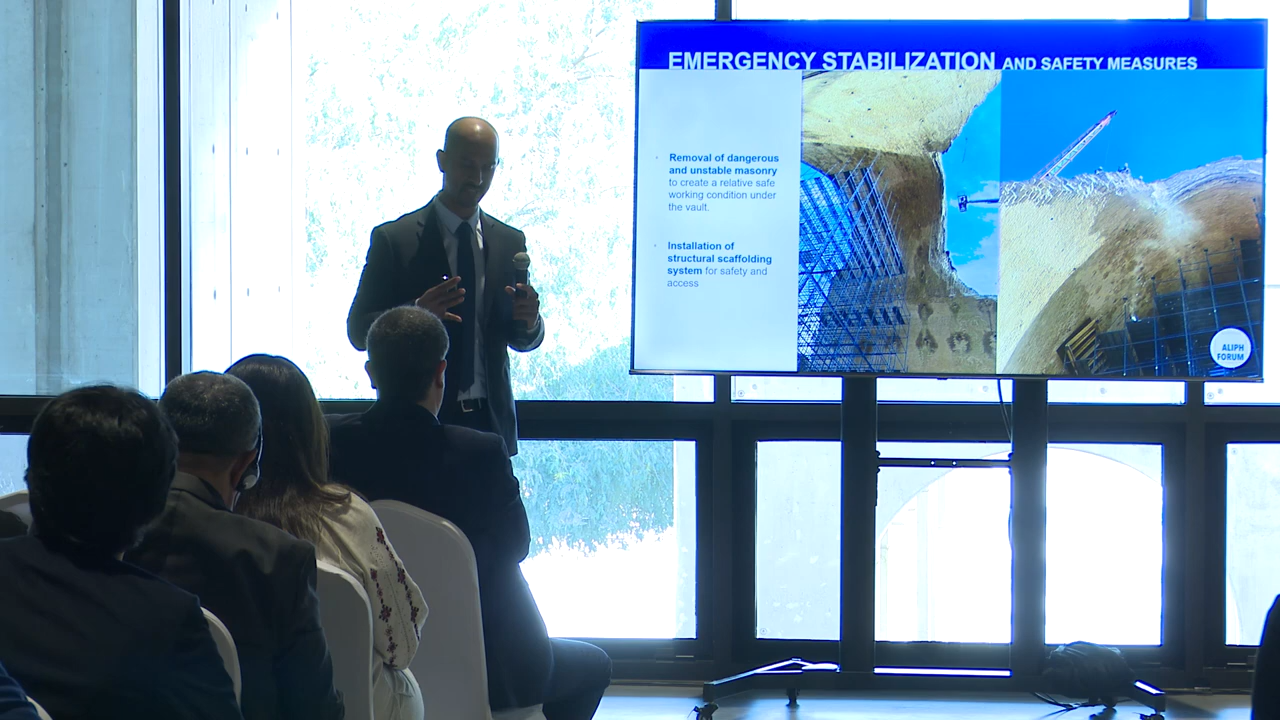 EMERGENCY STABILIZATION AND SAFETY MEASURES
Removal of dangerous
and unstable masonry
to create a relative safe
working condition under
the vault.
Installation of
structural scaffolding
system for safety and
access
ALIPH
FORUM